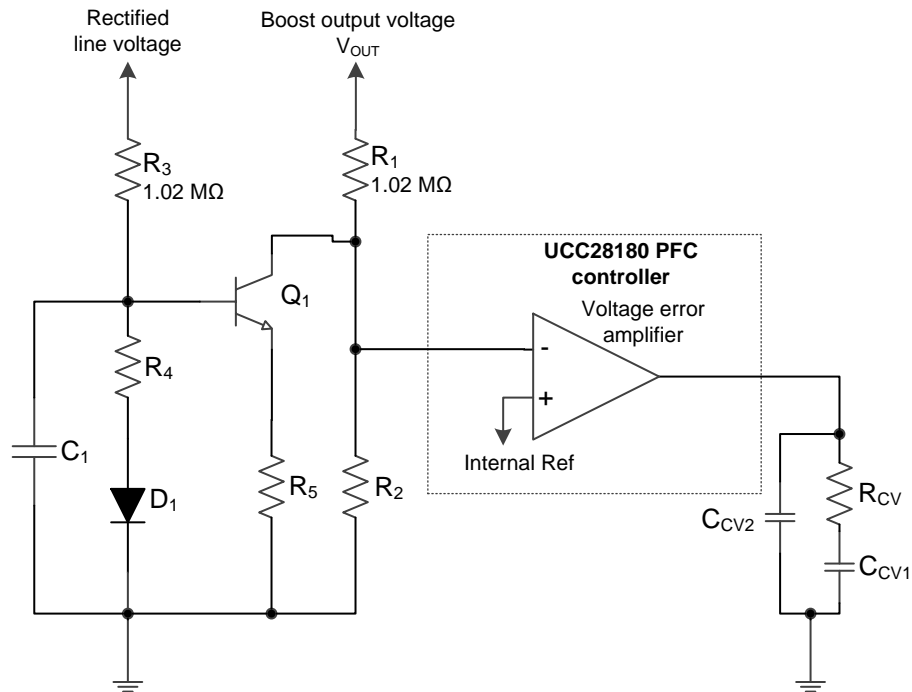 Rectified
line voltage
Boost output voltage
VOUT
R3
1.02 MΩ
R1
1.02 MΩ
UCC28180 PFC
controller
Voltage error
amplifier
Q1
-
+
R4
Internal Ref
C1
D1
R5
R2
RCV
CCV2
CCV1